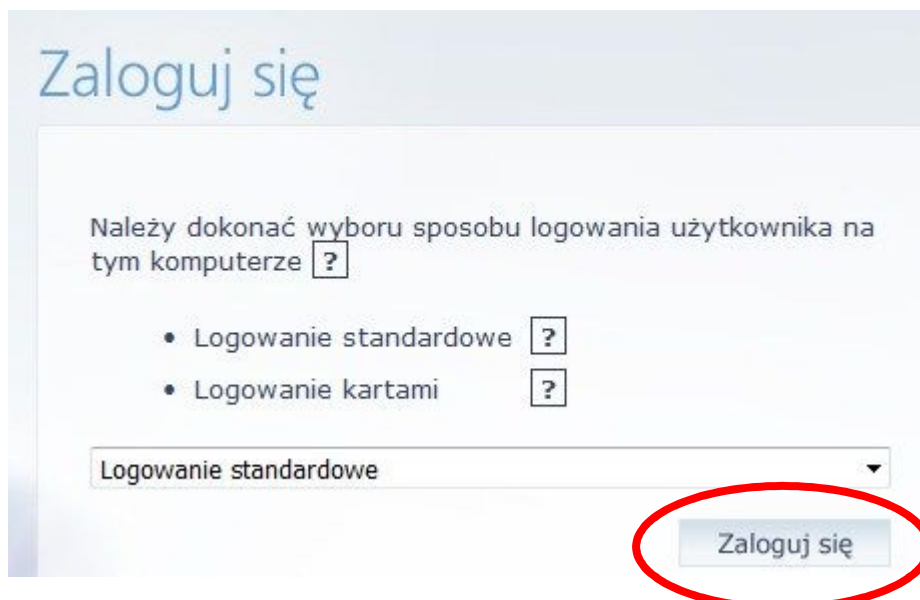 Zaloguj się
Należy dokonać wyboru sposobu logowania użytkownika na
tym komputerze ?
• Logowanie standardowe ?
• Logowanie kartami ?
Logowanie standardowe
Zaloguj się